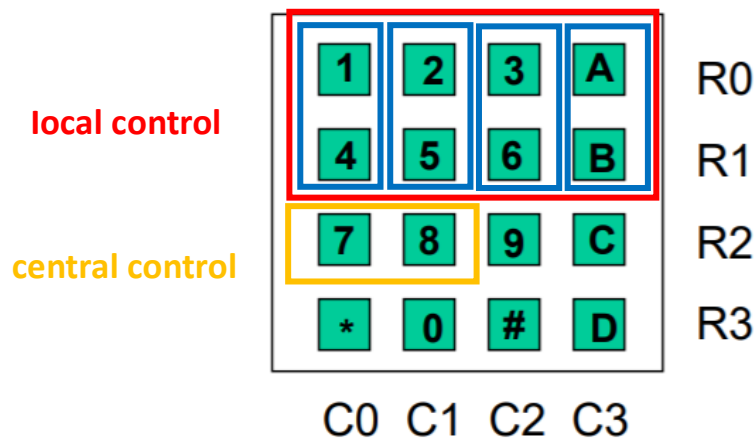 1 2 3 A R0
local control
4 5 6 B R1
7 8 9 C R2
central control
* 0 # D R3
C0 C1 C2 C3